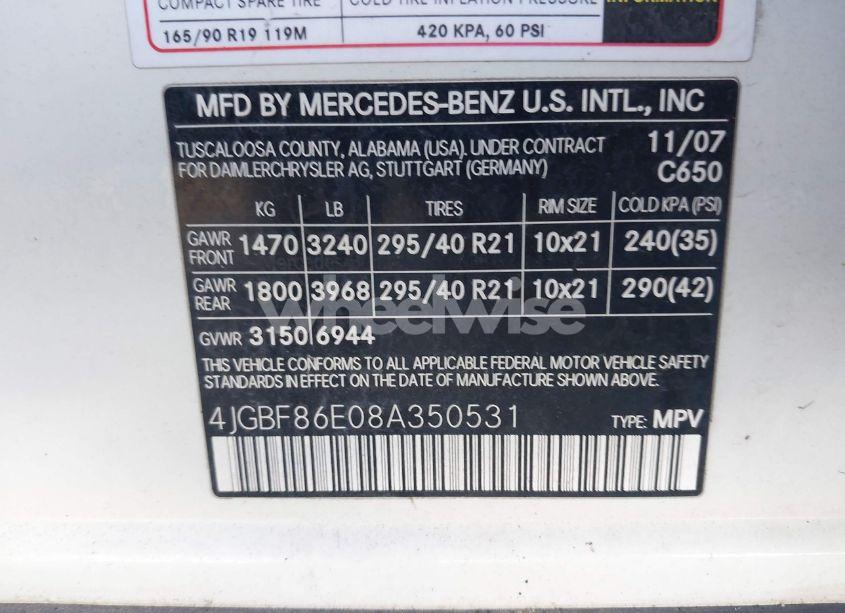 COMPACT SPARE TIRE COLD TIRE INFLATION PRESSURE INFORMATION
165/90 R19 119M 420 KPA, 60 PSI
MFD BY MERCEDES-BENZ U.S. INTL., INC
TUSCALOOSA COUNTY, ALABAMA (USA). UNDER CONTRACT 11/07
FOR DAIMLERCHRYSLER AG, STUTTGART (GERMANY) C650
KG LB TIRES RIM SIZE COLD KPA (PSI)
GAWR FRONT 1470 3240 295/40 R21 10x21 240(35)
GAWR REAR 1800 3968 295/40 R21 10x21 290(42)
wheelwise
GVWR 3150 6944
THIS VEHICLE CONFORMS TO ALL APPLICABLE FEDERAL MOTOR VEHICLE SAFETY
STANDARDS IN EFFECT ON THE DATE OF MANUFACTURE SHOWN ABOVE.
4JGBF86E08A350531 TYPE: MPV